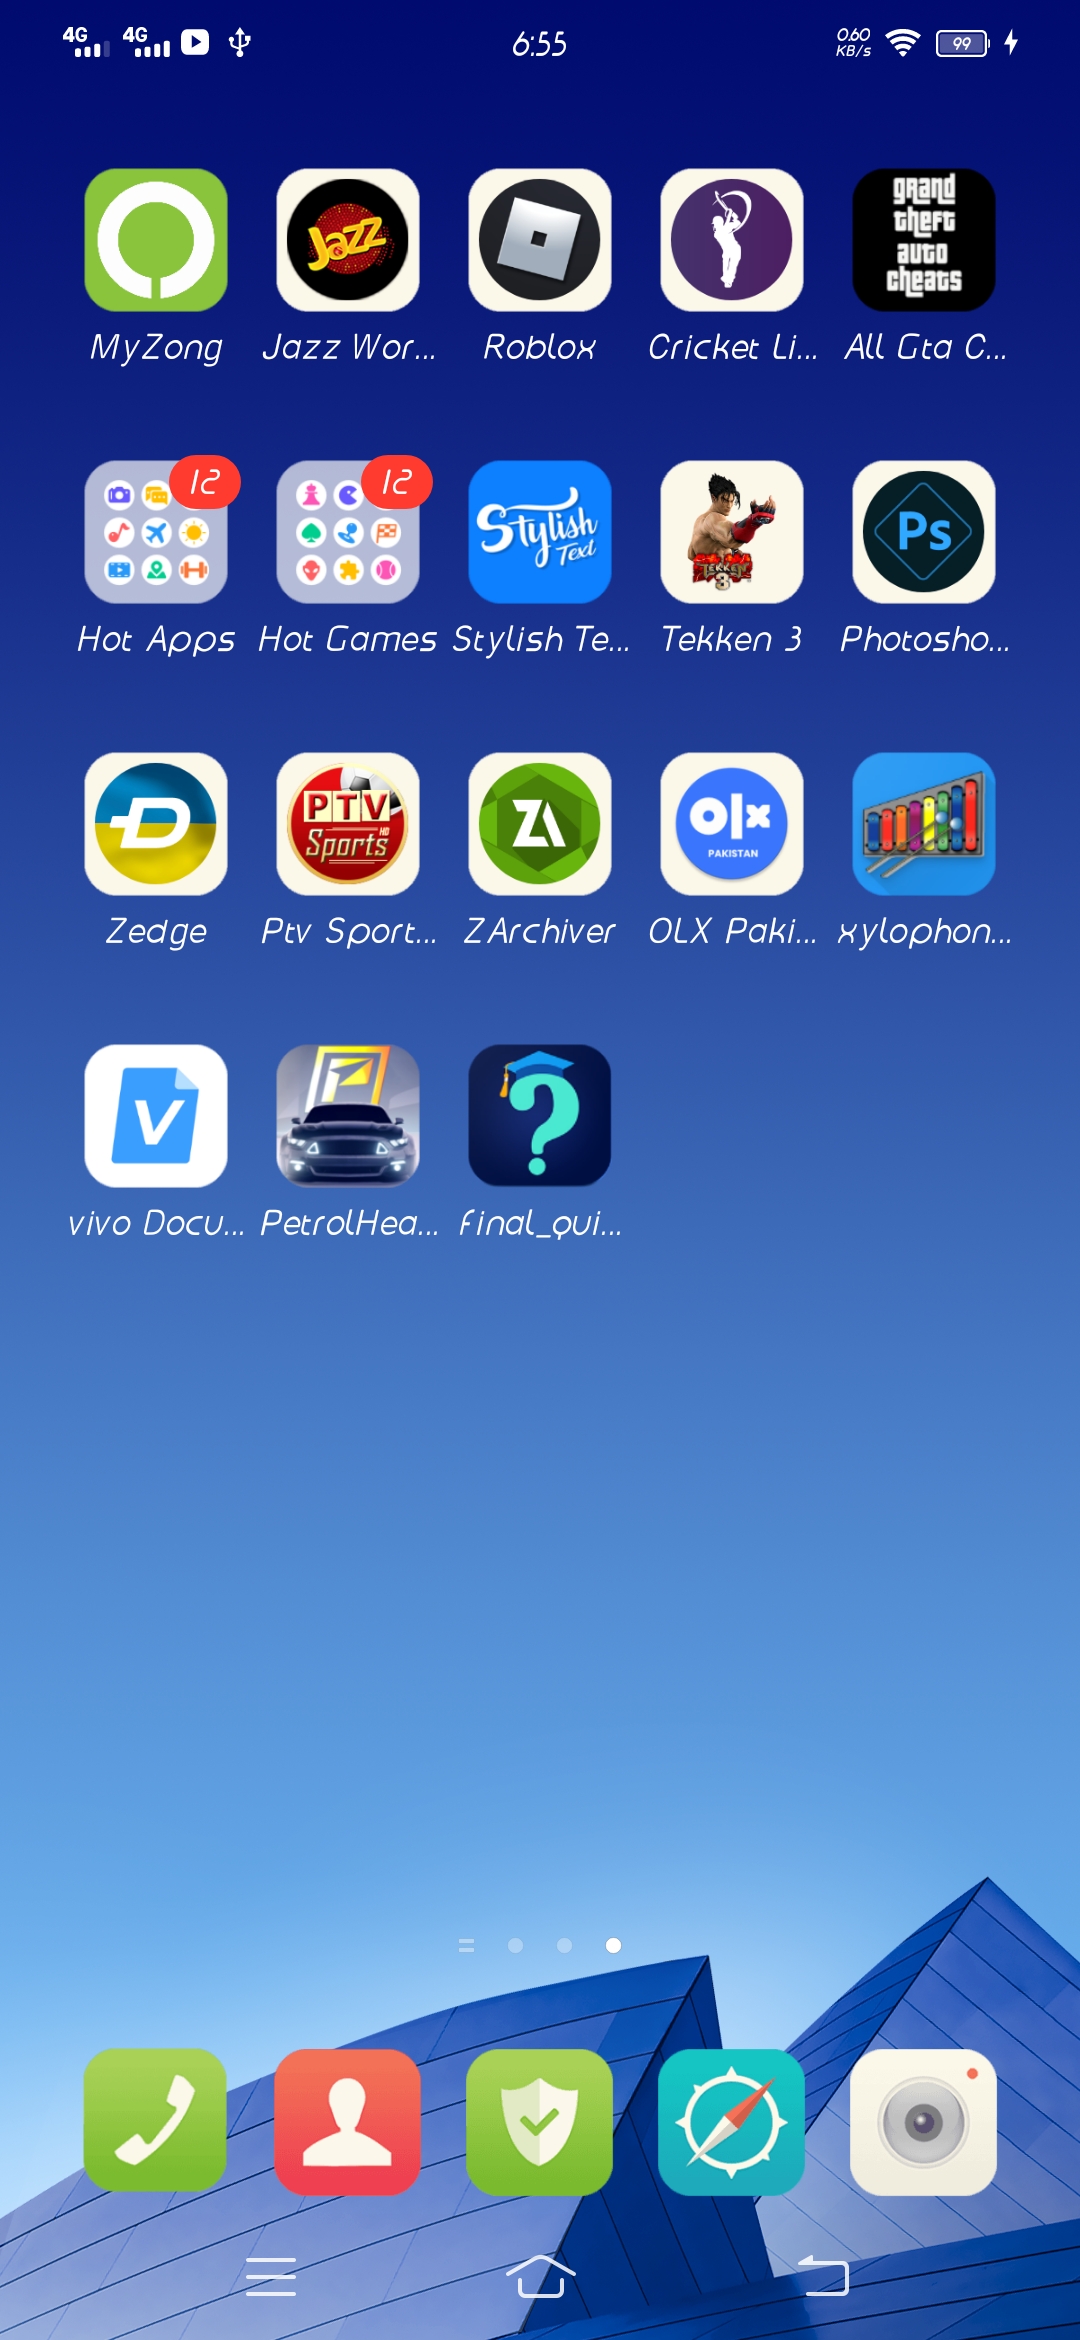 4G 4G 6:55 0.60 KB/s 99
Jazz
GRAND THEFT AUTO CHEATS
MyZong Jazz Wor... Roblox Cricket Li... All Gta C...
12 12
Stylish Text
TEKKEN 3
Ps
Hot Apps Hot Games Stylish Te... Tekken 3 Photosho...
D
PTV Sports HD
ZA
olx PAKISTAN
Zedge Ptv Sport... ZArchiver OLX Paki... xylophon...
V
P
?
vivo Docu... PetrolHea... final_qui...